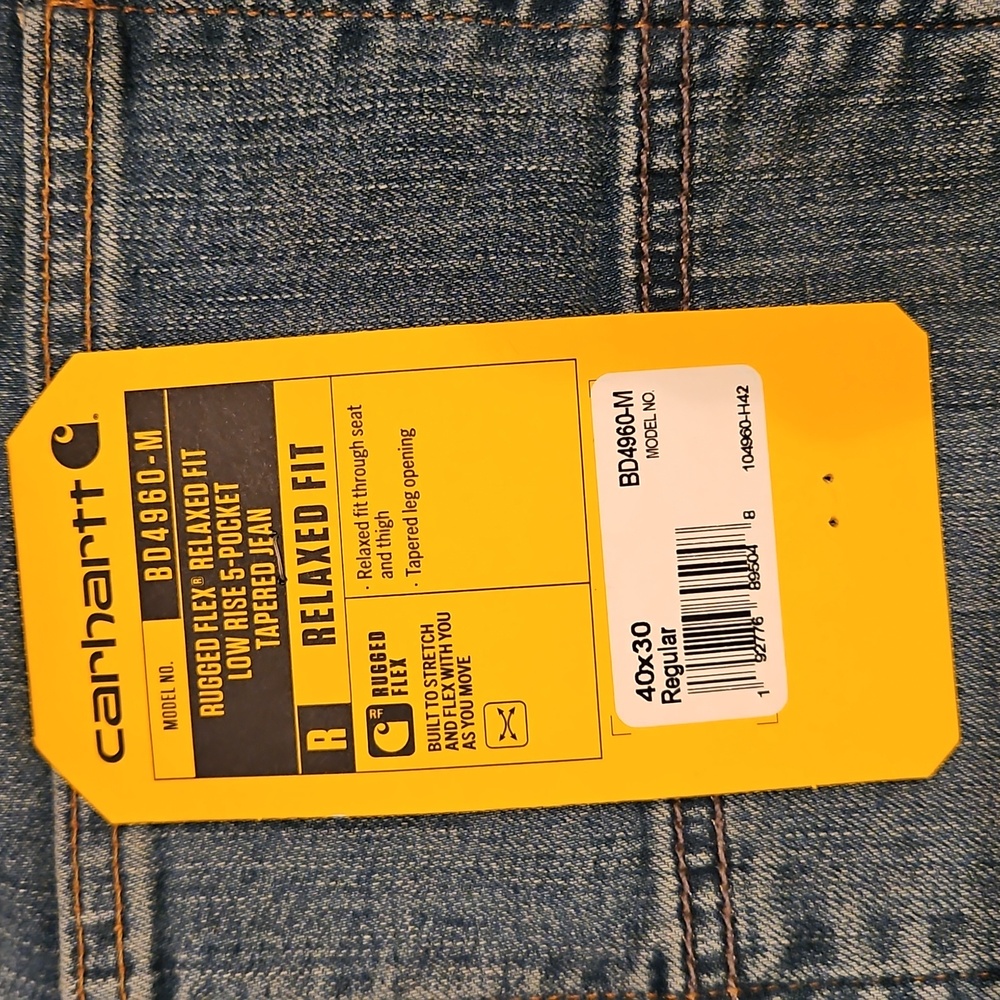 carhartt
MODEL NO.
BD4960-M
RUGGED FLEX® RELAXED FIT
LOW RISE 5-POCKET
TAPERED JEAN
R
RELAXED FIT
RF
RUGGED
FLEX
BUILT TO STRETCH
AND FLEX WITH YOU
AS YOU MOVE
· Relaxed fit through seat
and thigh
· Tapered leg opening
40x30
Regular
BD4960-M
MODEL NO.
1 92776 89504 8
104960-H42